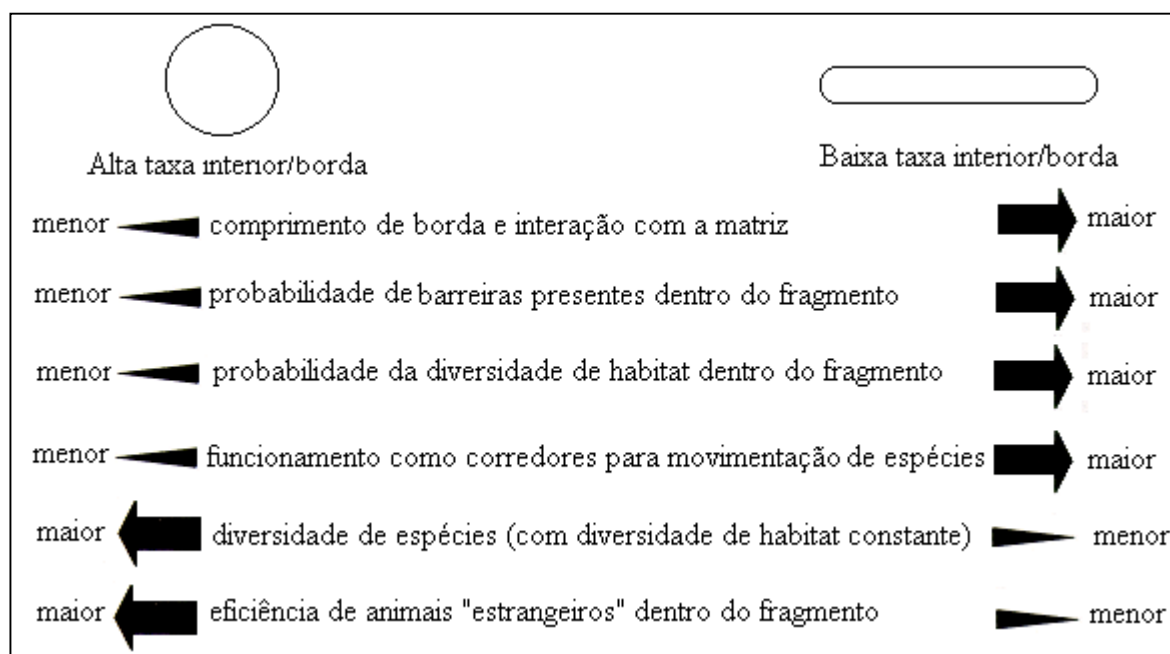 Alta taxa interior/borda Baixa taxa interior/borda
menor comprimento de borda e interação com a matriz maior
menor probabilidade de barreiras presentes dentro do fragmento maior
menor probabilidade da diversidade de habitat dentro do fragmento maior
menor funcionamento como corredores para movimentação de espécies maior
maior diversidade de espécies (com diversidade de habitat constante) menor
maior eficiência de animais "estrangeiros" dentro do fragmento menor